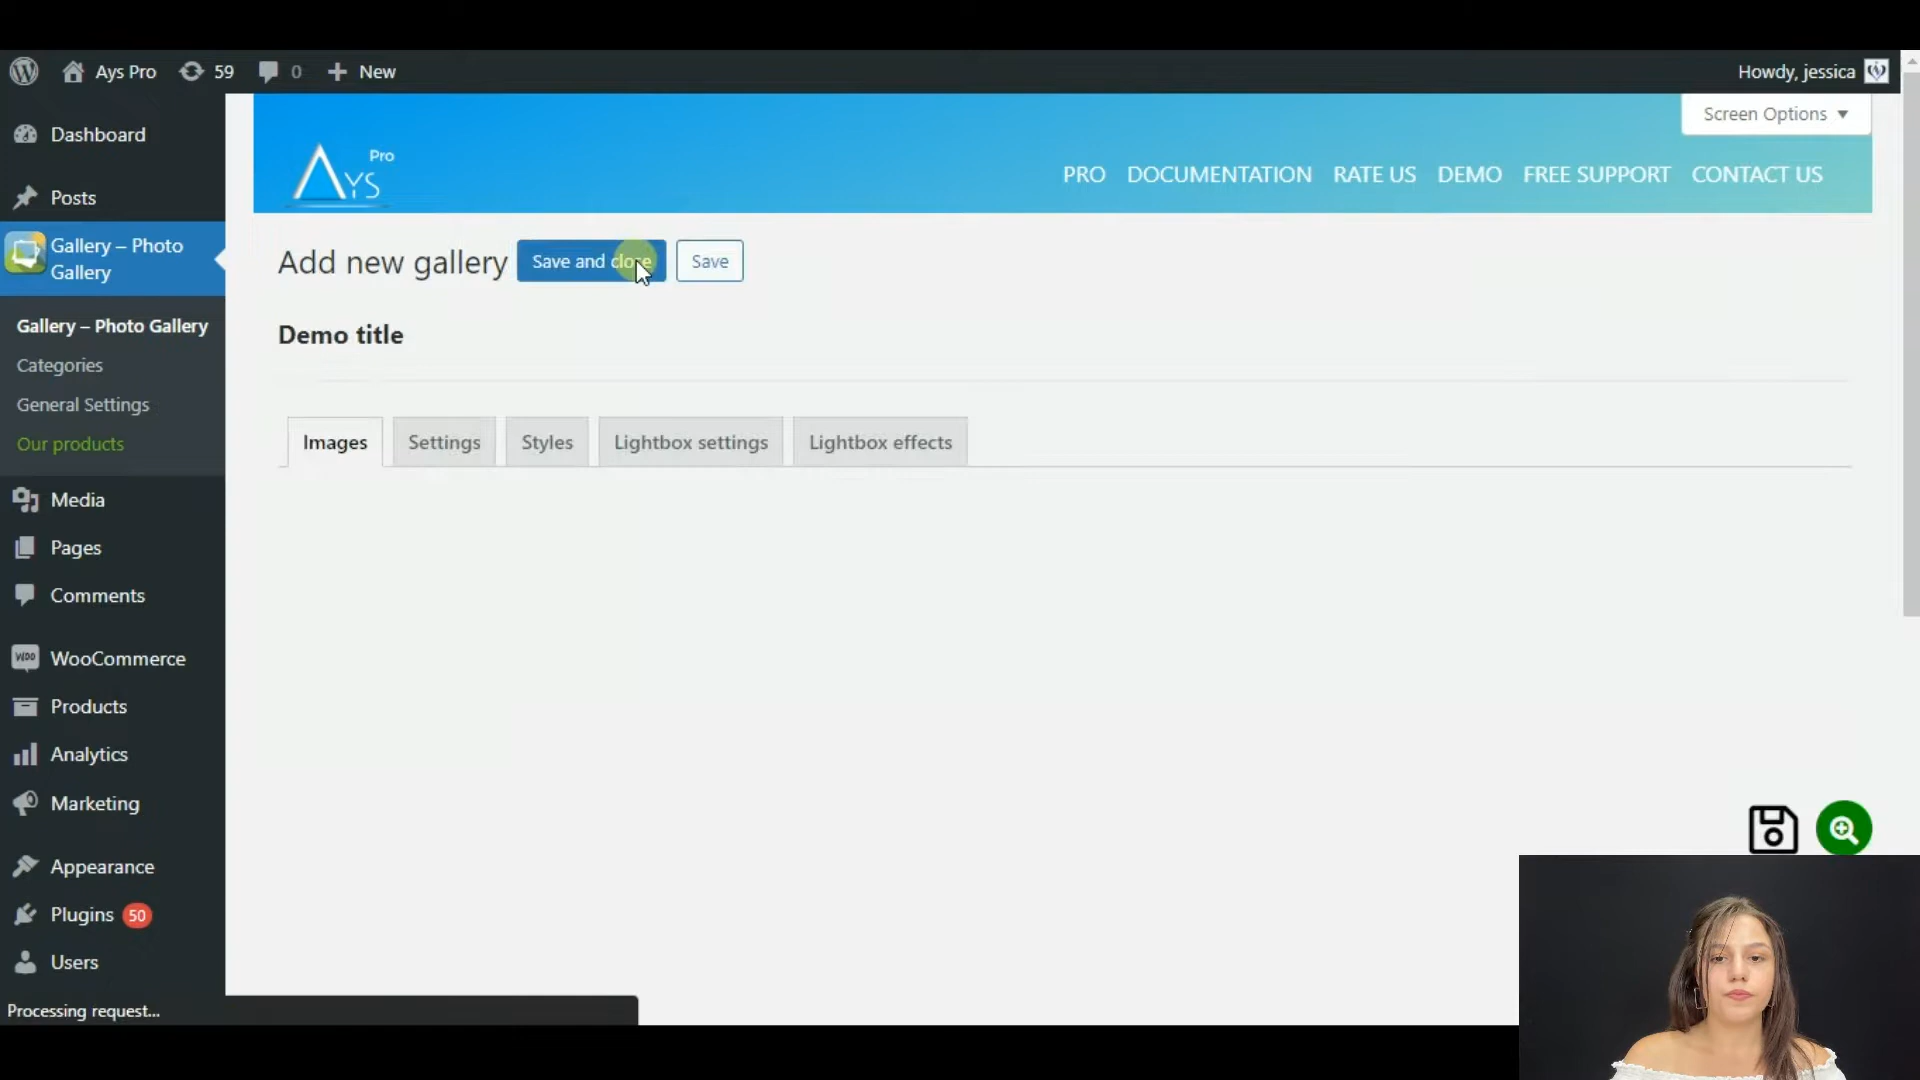 Ays Pro 59 0 New Howdy, jessica
Screen Options
Pro
AYS
PRO DOCUMENTATION RATE US DEMO FREE SUPPORT CONTACT US
Dashboard
Posts
Gallery – Photo
Gallery
Gallery – Photo Gallery
Categories
General Settings
Our products
Media
Pages
Comments
WOO WooCommerce
Products
Analytics
Marketing
Appearance
Plugins 50
Users
Add new gallery Save and close Save
Demo title
Images Settings Styles Lightbox settings Lightbox effects
Processing request...